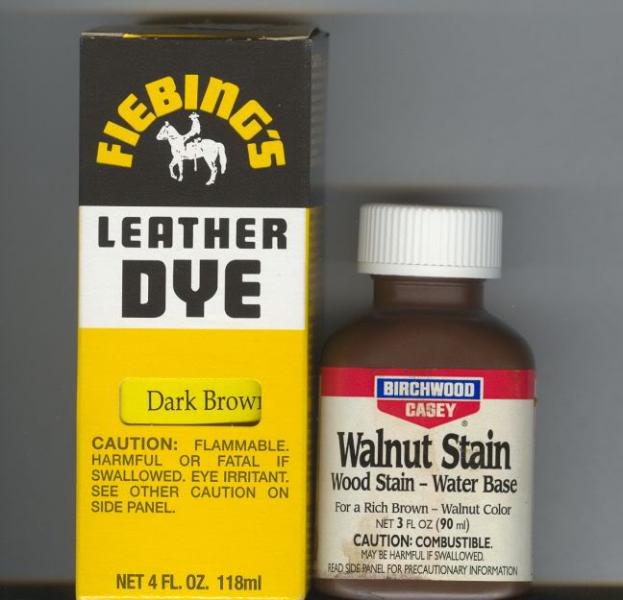 FIEBING'S
LEATHER
DYE
Dark Brown
CAUTION: FLAMMABLE.
HARMFUL OR FATAL IF
SWALLOWED. EYE IRRITANT.
SEE OTHER CAUTION ON
SIDE PANEL.
NET 4 FL. OZ. 118ml
BIRCHWOOD
CASEY
®
Walnut Stain
Wood Stain – Water Base
For a Rich Brown – Walnut Color
NET 3 FL OZ (90 ml)
CAUTION: COMBUSTIBLE.
MAY BE HARMFUL IF SWALLOWED.
READ SIDE PANEL FOR PRECAUTIONARY INFORMATION